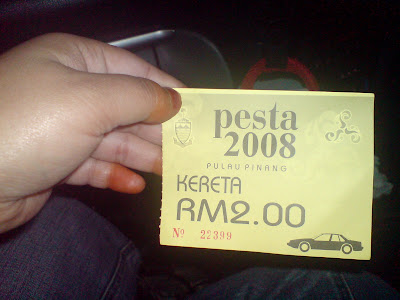 pesta
2008
PULAU PINANG
KERETA
RM2.00
Nº 22399